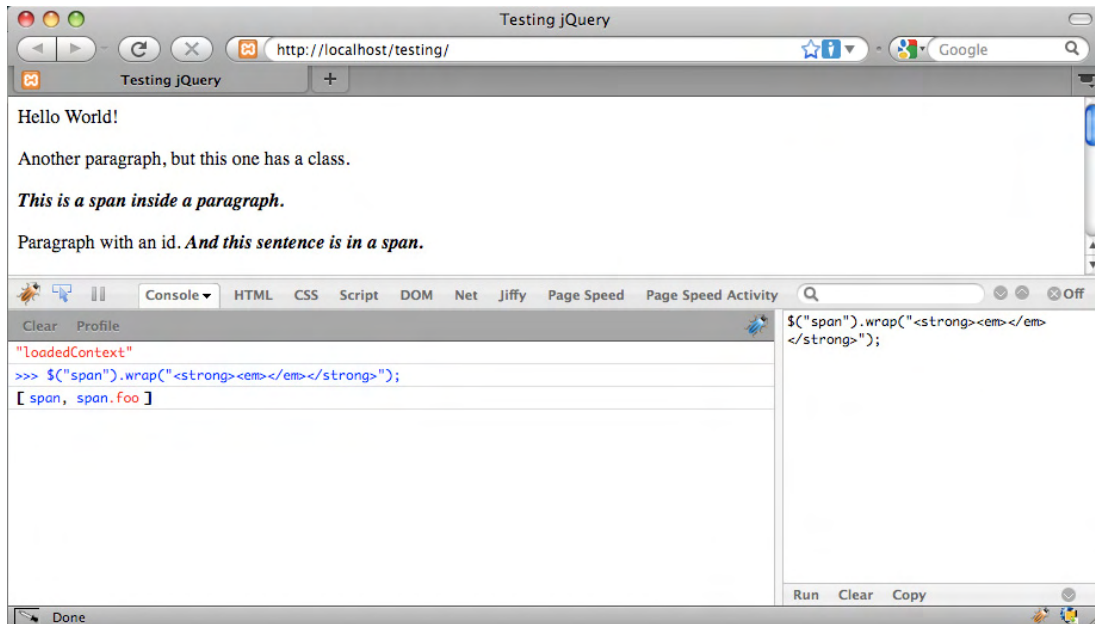 Testing jQuery
http://localhost/testing/
Google
Testing jQuery
+
Hello World!
Another paragraph, but this one has a class.
This is a span inside a paragraph.
Paragraph with an id. And this sentence is in a span.
Console HTML CSS Script DOM Net Jiffy Page Speed Page Speed Activity Off
Clear Profile
"loadedContext"
>>> $("span").wrap("<strong><em></em></strong>");
[ span, span.foo ]
$("span").wrap("<strong><em></em>
</strong>");
Run Clear Copy
Done